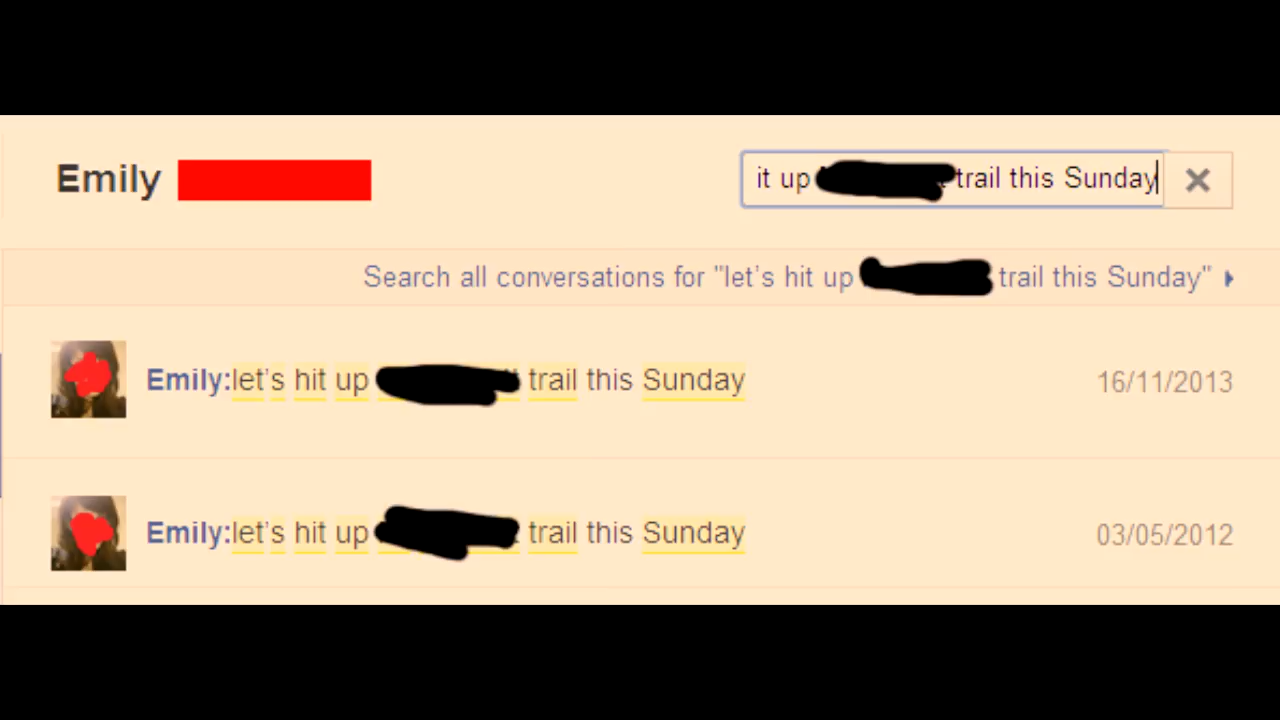 Emily
it up trail this Sunday
Search all conversations for "let's hit up trail this Sunday"
Emily:let's hit up trail this Sunday
16/11/2013
Emily:let's hit up trail this Sunday
03/05/2012